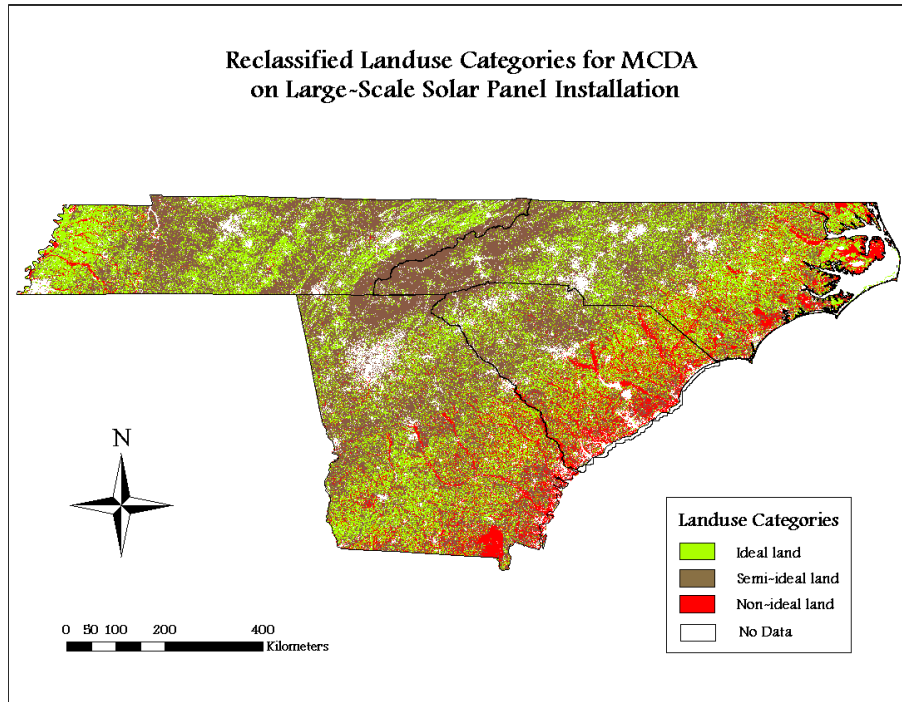 Reclassified Landuse Categories for MCDA
on Large-Scale Solar Panel Installation
N
Landuse Categories
Ideal land
Semi-ideal land
Non-ideal land
No Data
0 50 100 200 400
Kilometers